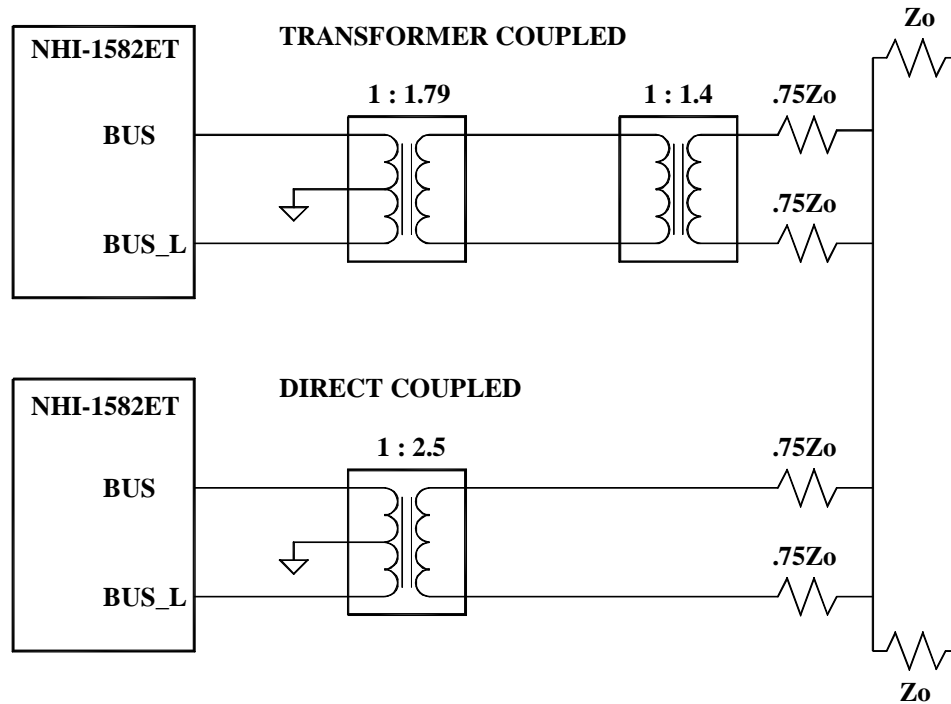 Zo
TRANSFORMER COUPLED
NHI-1582ET
1 : 1.79
1 : 1.4
.75Zo
BUS
.75Zo
BUS_L
DIRECT COUPLED
NHI-1582ET
1 : 2.5
.75Zo
BUS
.75Zo
BUS_L
Zo